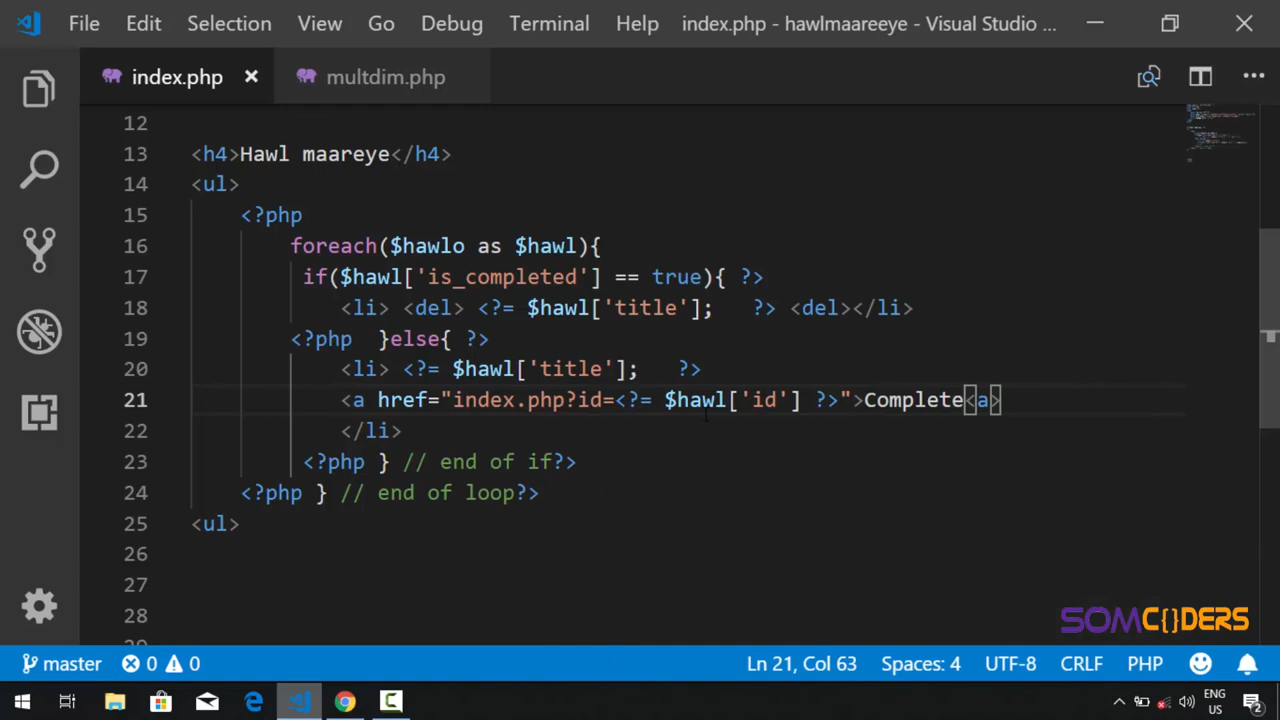 File Edit Selection View Go Debug Terminal Help index.php - hawlmaareeye - Visual Studio ...
index.php × multdim.php
12
13 <h4>Hawl maareye</h4>
14 <ul>
15 <?php
16 foreach($hawlo as $hawl){
17 if($hawl['is_completed'] == true){ ?>
18 <li> <del> <?= $hawl['title']; ?> <del></li>
19 <?php }else{ ?>
20 <li> <?= $hawl['title']; ?>
21 <a href="index.php?id=<?= $hawl['id'] ?>">Complete<a>
22 </li>
23 <?php } // end of if?>
24 <?php } // end of loop?>
25 <ul>
26
27
28
SOMC{}DERS
master 0 0 Ln 21, Col 63 Spaces: 4 UTF-8 CRLF PHP
ENG
US
2